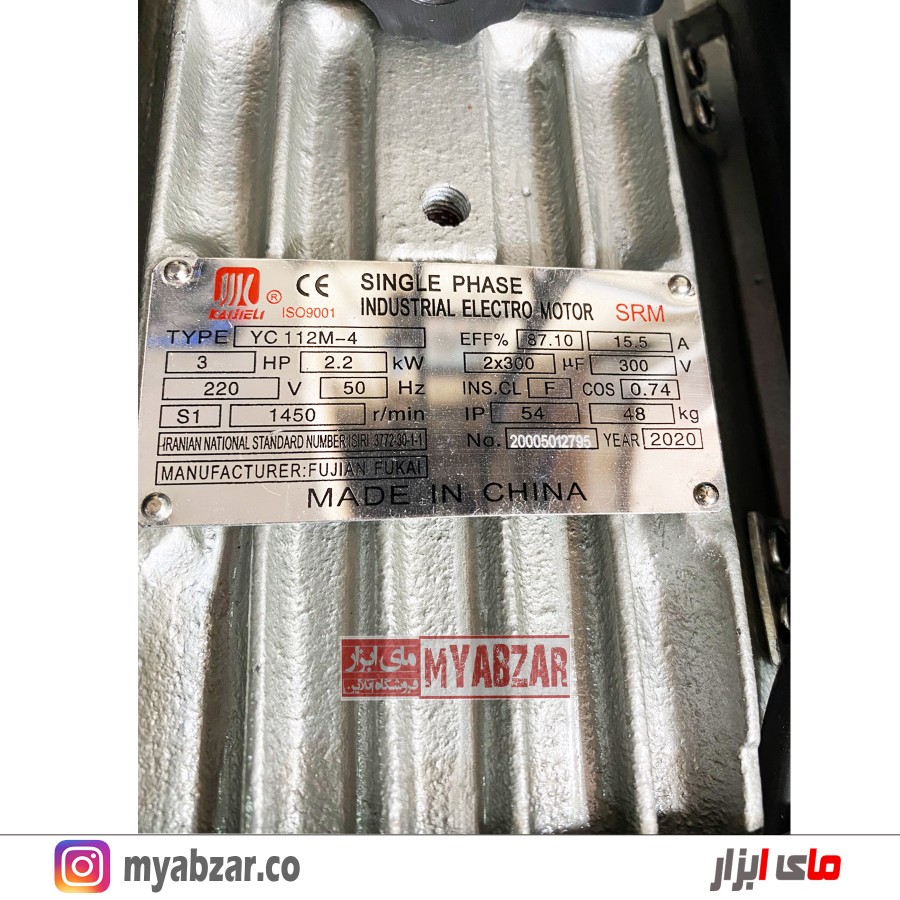 KAIJIELI ® CE ISO9001 SINGLE PHASE
INDUSTRIAL ELECTRO MOTOR SRM
TYPE YC 112M-4 EFF% 87.10 15.5 A
3 HP 2.2 kW 2x300 µF 300 V
220 V 50 Hz INS.CL F COS 0.74
S1 1450 r/min IP 54 48 kg
IRANIAN NATIONAL STANDARD NUMBER ISIRI 3772-30-1-1 No. 20005012795 YEAR 2020
MANUFACTURER:FUJIAN FUKAI
MADE IN CHINA
مای ابزار MYABZAR
فروشگاه آنلاین
myabzar.co مای ابزار